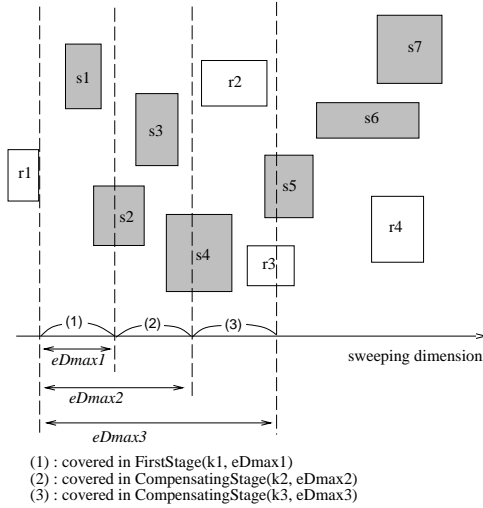 s7
s1
r2
s6
s3
r1
s5
s2
r4
s4
r3
(1)
(2)
(3)
sweeping dimension
eDmax1
eDmax2
eDmax3
(1) : covered in FirstStage(k1, eDmax1)
(2) : covered in CompensatingStage(k2, eDmax2)
(3) : covered in CompensatingStage(k3, eDmax3)